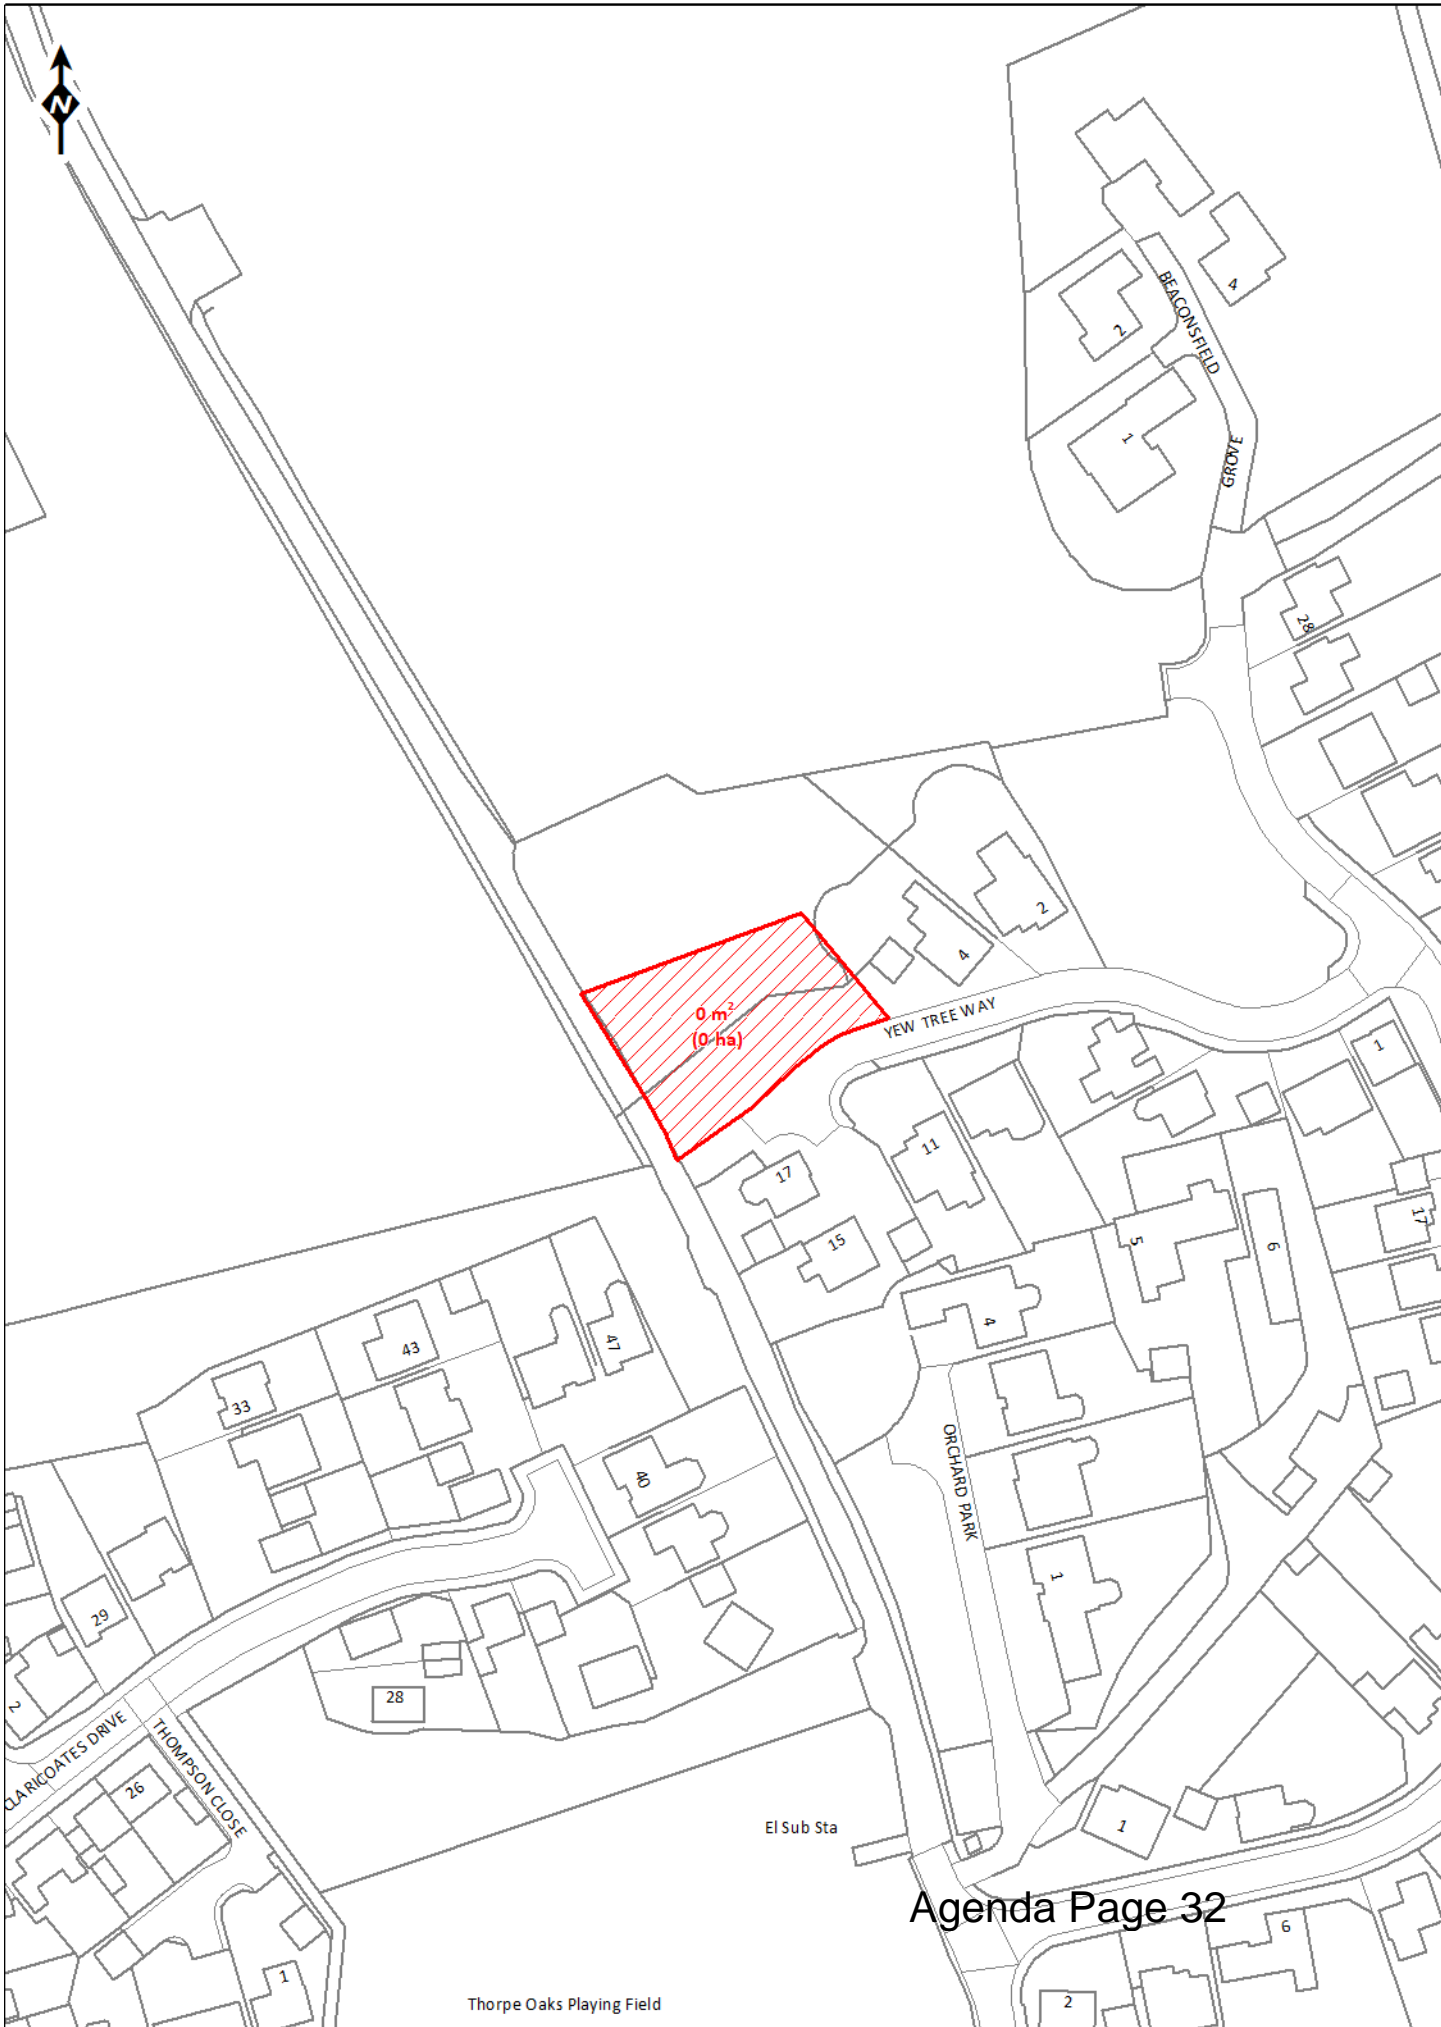 N
4
BEACONSFIELD
2
1
GROVE
28
2
4
0 m²
(0 ha)
YEW TREE WAY
1
11
17
17
15
5
6
4
47
43
33
ORCHARD PARK
40
1
29
28
2
CLARICOATES DRIVE
THOMPSON CLOSE
26
1
El Sub Sta
Agenda Page 32
6
1
Thorpe Oaks Playing Field
2